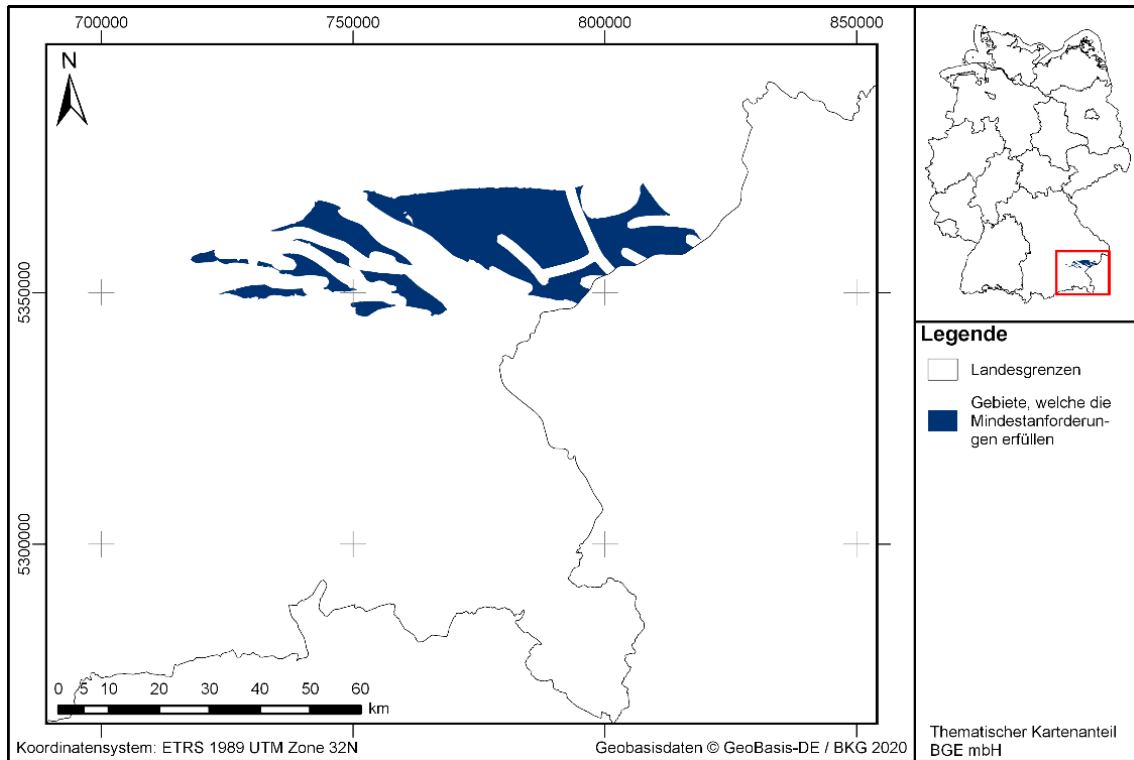 700000
750000
800000
850000
N
5350000
5300000
0 5 10 20 30 40 50 60
km
Koordinatensystem: ETRS 1989 UTM Zone 32N
Geobasisdaten © GeoBasis-DE / BKG 2020
Legende
Landesgrenzen
Gebiete, welche die
Mindestanforderun-
gen erfüllen
Thematischer Kartenanteil
BGE mbH